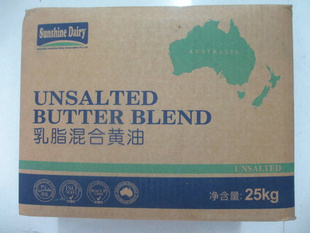 Sunshine Dairy
AUSTRALIA
UNSALTED
BUTTER BLEND
乳脂混合黄油
UNSALTED
净含量: 25kg